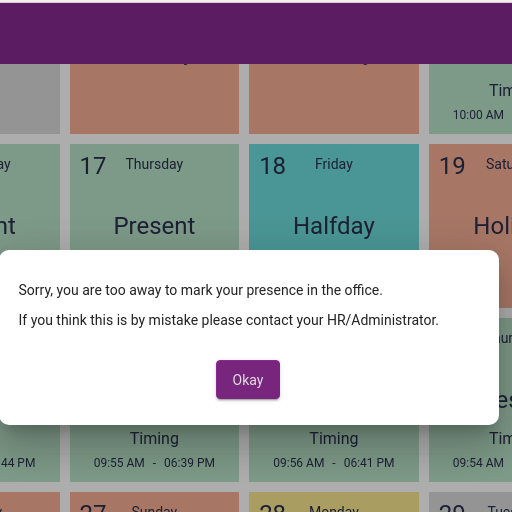 Tim
10:00 AM
ay
17 Thursday
18 Friday
19 Satu
nt
Present
Halfday
Holi
Sorry, you are too away to mark your presence in the office.
If you think this is by mistake please contact your HR/Administrator.
Okay
hur
es
Timing
Timing
Tim
44 PM
09:55 AM - 06:39 PM
09:56 AM - 06:41 PM
09:54 AM
27 Sunday
28 Monday
29 Tues